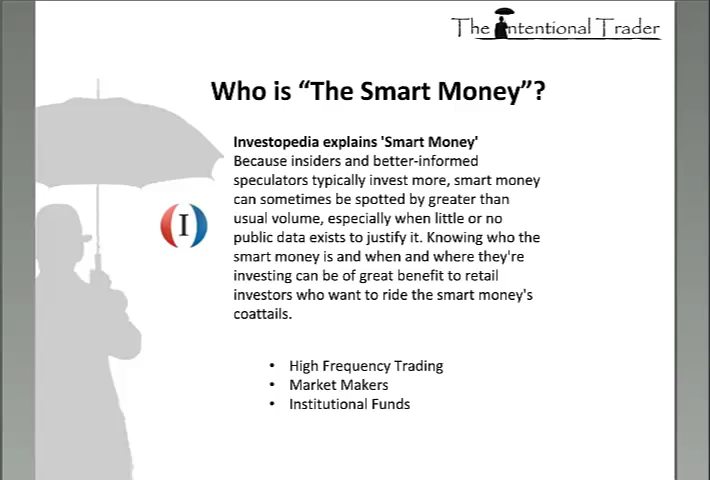 The Intentional Trader
Who is “The Smart Money”?
Investopedia explains 'Smart Money'
Because insiders and better-informed
speculators typically invest more, smart money
can sometimes be spotted by greater than
usual volume, especially when little or no
public data exists to justify it. Knowing who the
smart money is and when and where they're
investing can be of great benefit to retail
investors who want to ride the smart money's
coattails.
I
• High Frequency Trading
• Market Makers
• Institutional Funds